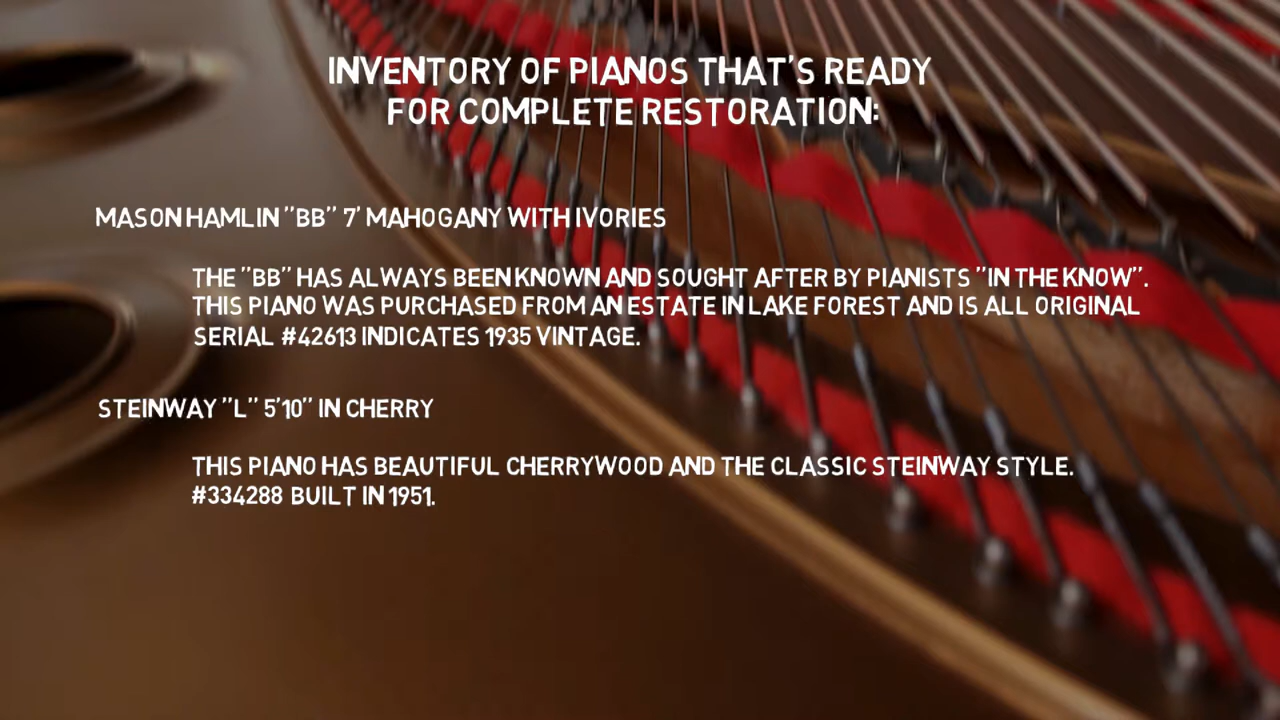 INVENTORY OF PIANOS THAT'S READY
FOR COMPLETE RESTORATION:
MASON HAMLIN "BB" 7' MAHOGANY WITH IVORIES
THE "BB" HAS ALWAYS BEEN KNOWN AND SOUGHT AFTER BY PIANISTS "IN THE KNOW".
THIS PIANO WAS PURCHASED FROM AN ESTATE IN LAKE FOREST AND IS ALL ORIGINAL
SERIAL #42613 INDICATES 1935 VINTAGE.
STEINWAY "L" 5'10" IN CHERRY
THIS PIANO HAS BEAUTIFUL CHERRYWOOD AND THE CLASSIC STEINWAY STYLE.
#334288 BUILT IN 1951.